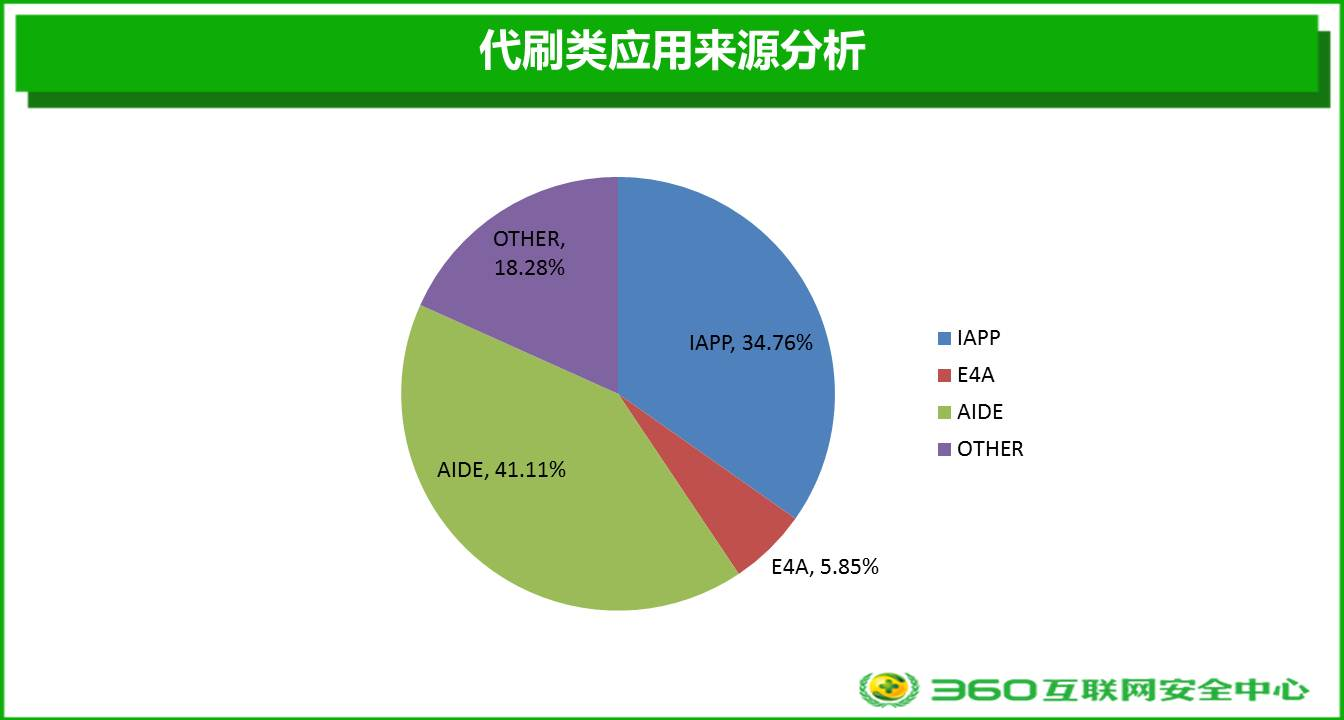 代刷类应用来源分析
OTHER,
18.28%
IAPP, 34.76%
AIDE, 41.11%
E4A, 5.85%
IAPP
E4A
AIDE
OTHER
360互联网安全中心